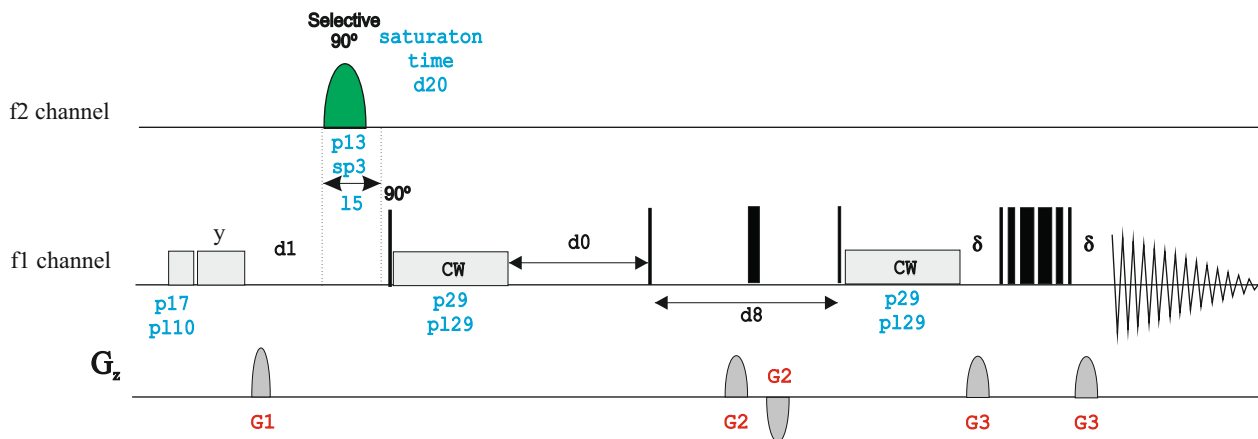 Selective
90º
saturaton
time
d20
f2 channel
p13
sp3
l5
90º
y
d1
d0
δ
δ
f1 channel
CW
CW
p17
pl10
p29
pl29
d8
p29
pl29
Gz
G2
G1
G2
G3
G3